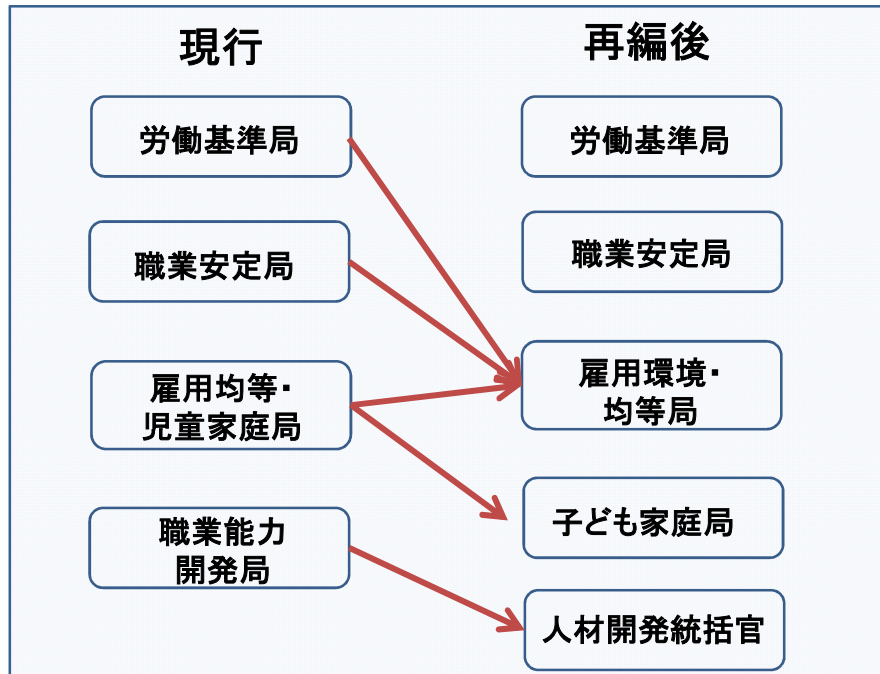 現行
労働基準局
職業安定局
雇用均等・
児童家庭局
職業能力
開発局
再編後
労働基準局
職業安定局
雇用環境・
均等局
子ども家庭局
人材開発統括官